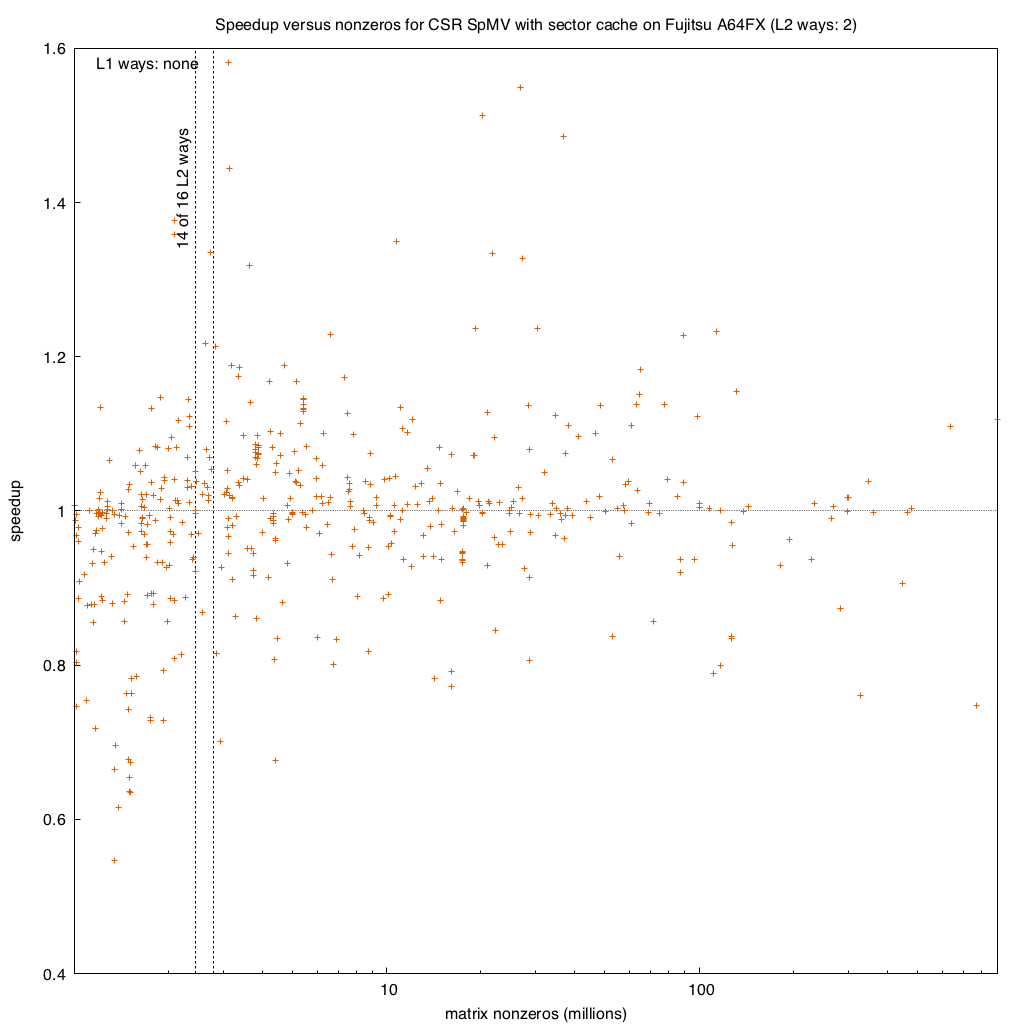 Speedup versus nonzeros for CSR SpMV with sector cache on Fujitsu A64FX (L2 ways: 2)
1.6
L1 ways: none
14 of 16 L2 ways
1.4
1.2
speedup
1
0.8
0.6
0.4
10
100
matrix nonzeros (millions)